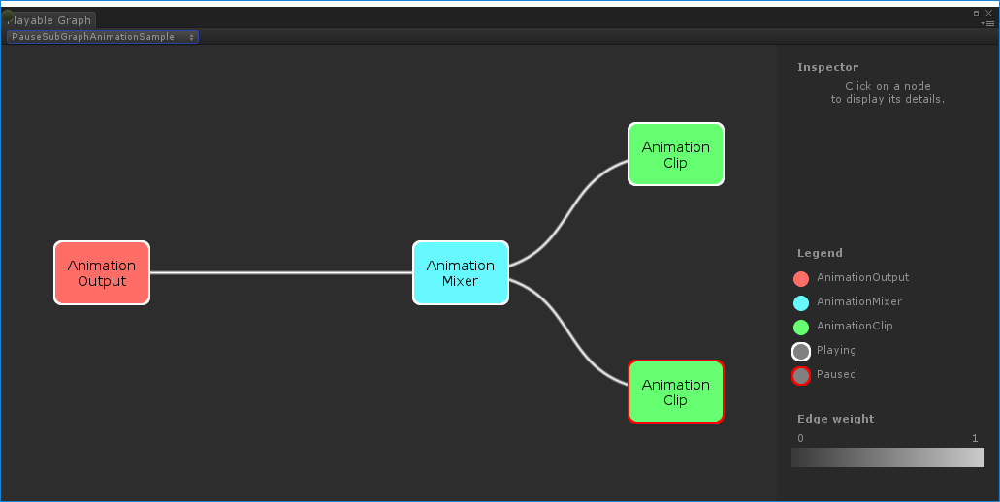 Playable Graph
PauseSubGraphAnimationSample
Animation
Output
Animation
Mixer
Animation
Clip
Animation
Clip
Inspector
Click on a node
to display its details.
Legend
AnimationOutput
AnimationMixer
AnimationClip
Playing
Paused
Edge weight
0 1